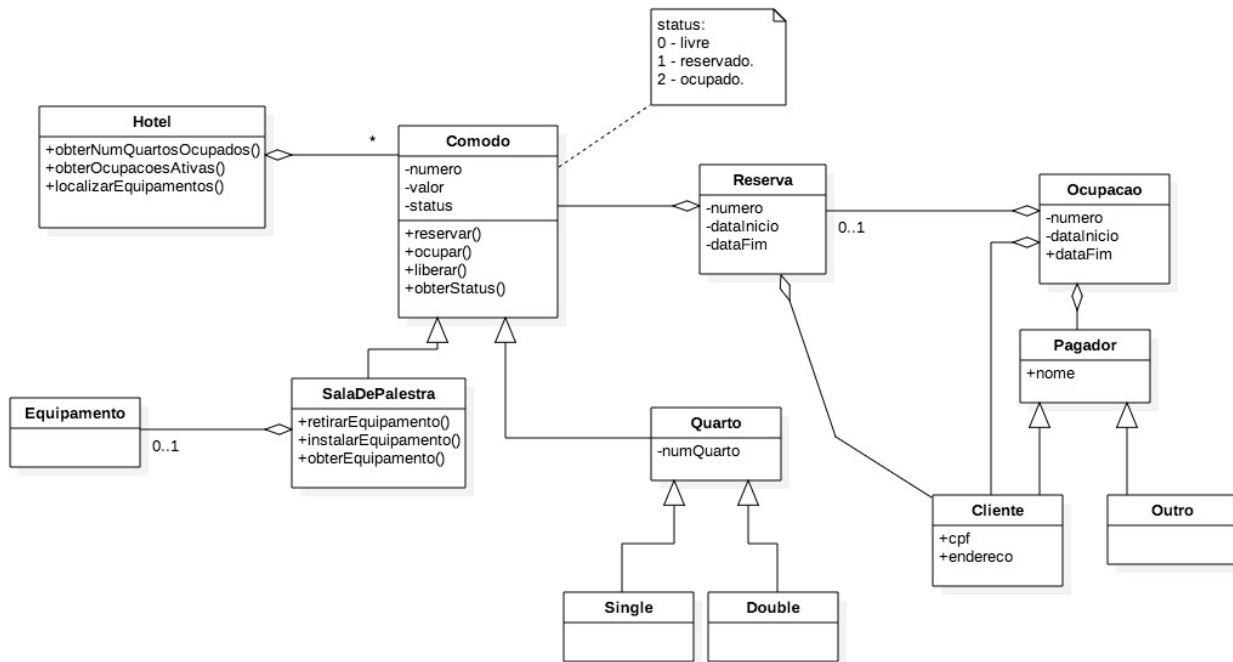 status:
0 - livre
1 - reservado.
2 - ocupado.
Hotel
+obterNumQuartosOcupados()
+obterOcupacoesAtivas()
+localizarEquipamentos()
*
Comodo
-numero
-valor
-status
+reservar()
+ocupar()
+liberar()
+obterStatus()
Reserva
-numero
-dataInicio
-dataFim
0..1
Ocupacao
-numero
-dataInicio
+dataFim
Pagador
+nome
Equipamento
0..1
SalaDePalestra
+retirarEquipamento()
+instalarEquipamento()
+obterEquipamento()
Quarto
-numQuarto
Cliente
+cpf
+endereco
Outro
Single
Double